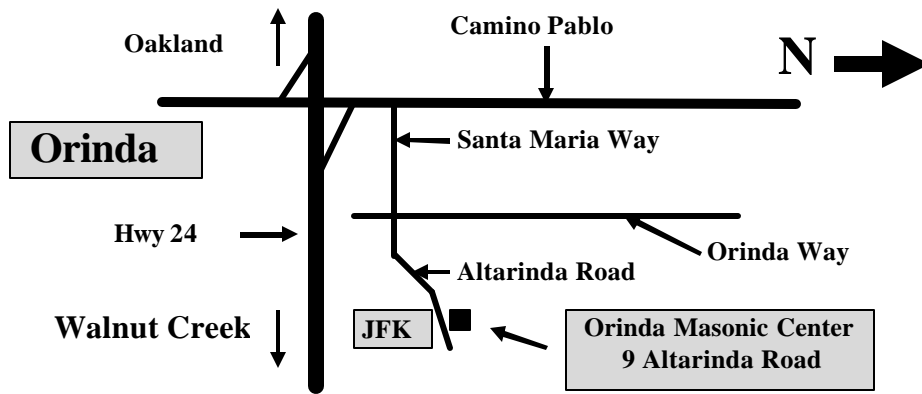 Camino Pablo
Oakland
N
Santa Maria Way
Orinda
Hwy 24
Orinda Way
Altarinda Road
Walnut Creek
JFK
Orinda Masonic Center
9 Altarinda Road